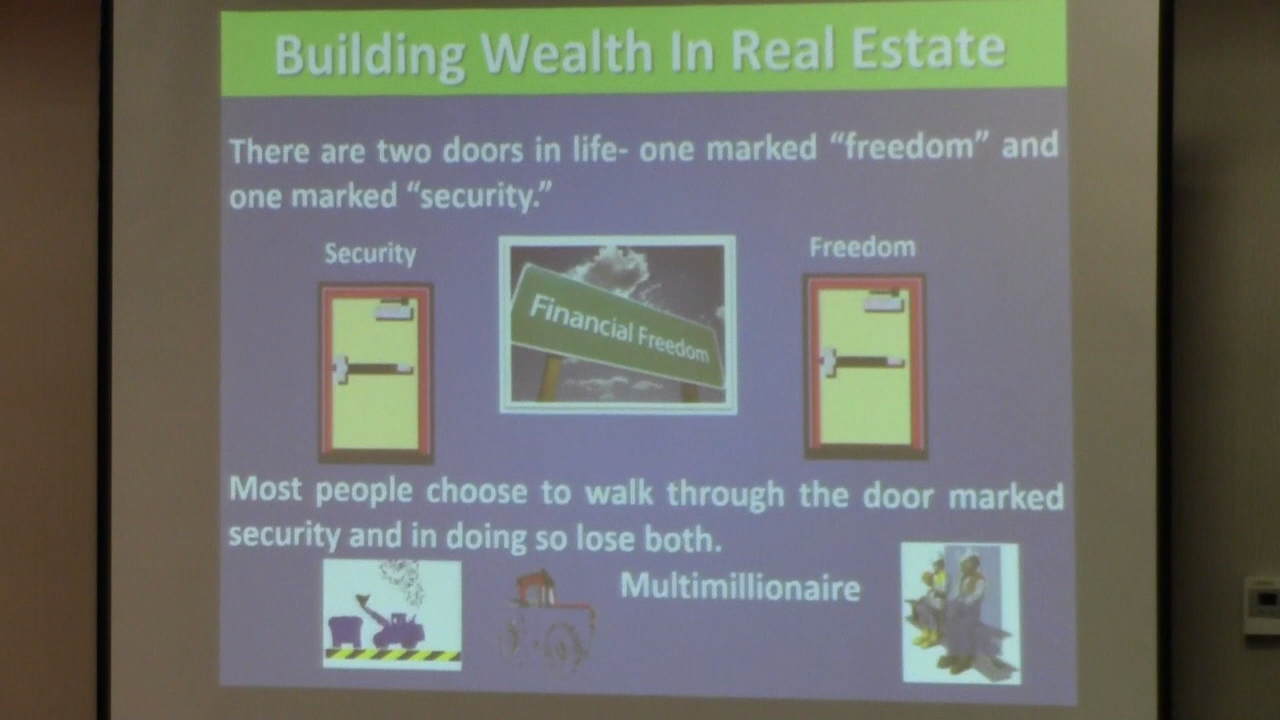 Building Wealth In Real Estate
There are two doors in life- one marked “freedom” and
one marked “security.”
Security
Freedom
Financial Freedom
Most people choose to walk through the door marked
security and in doing so lose both.
Multimillionaire